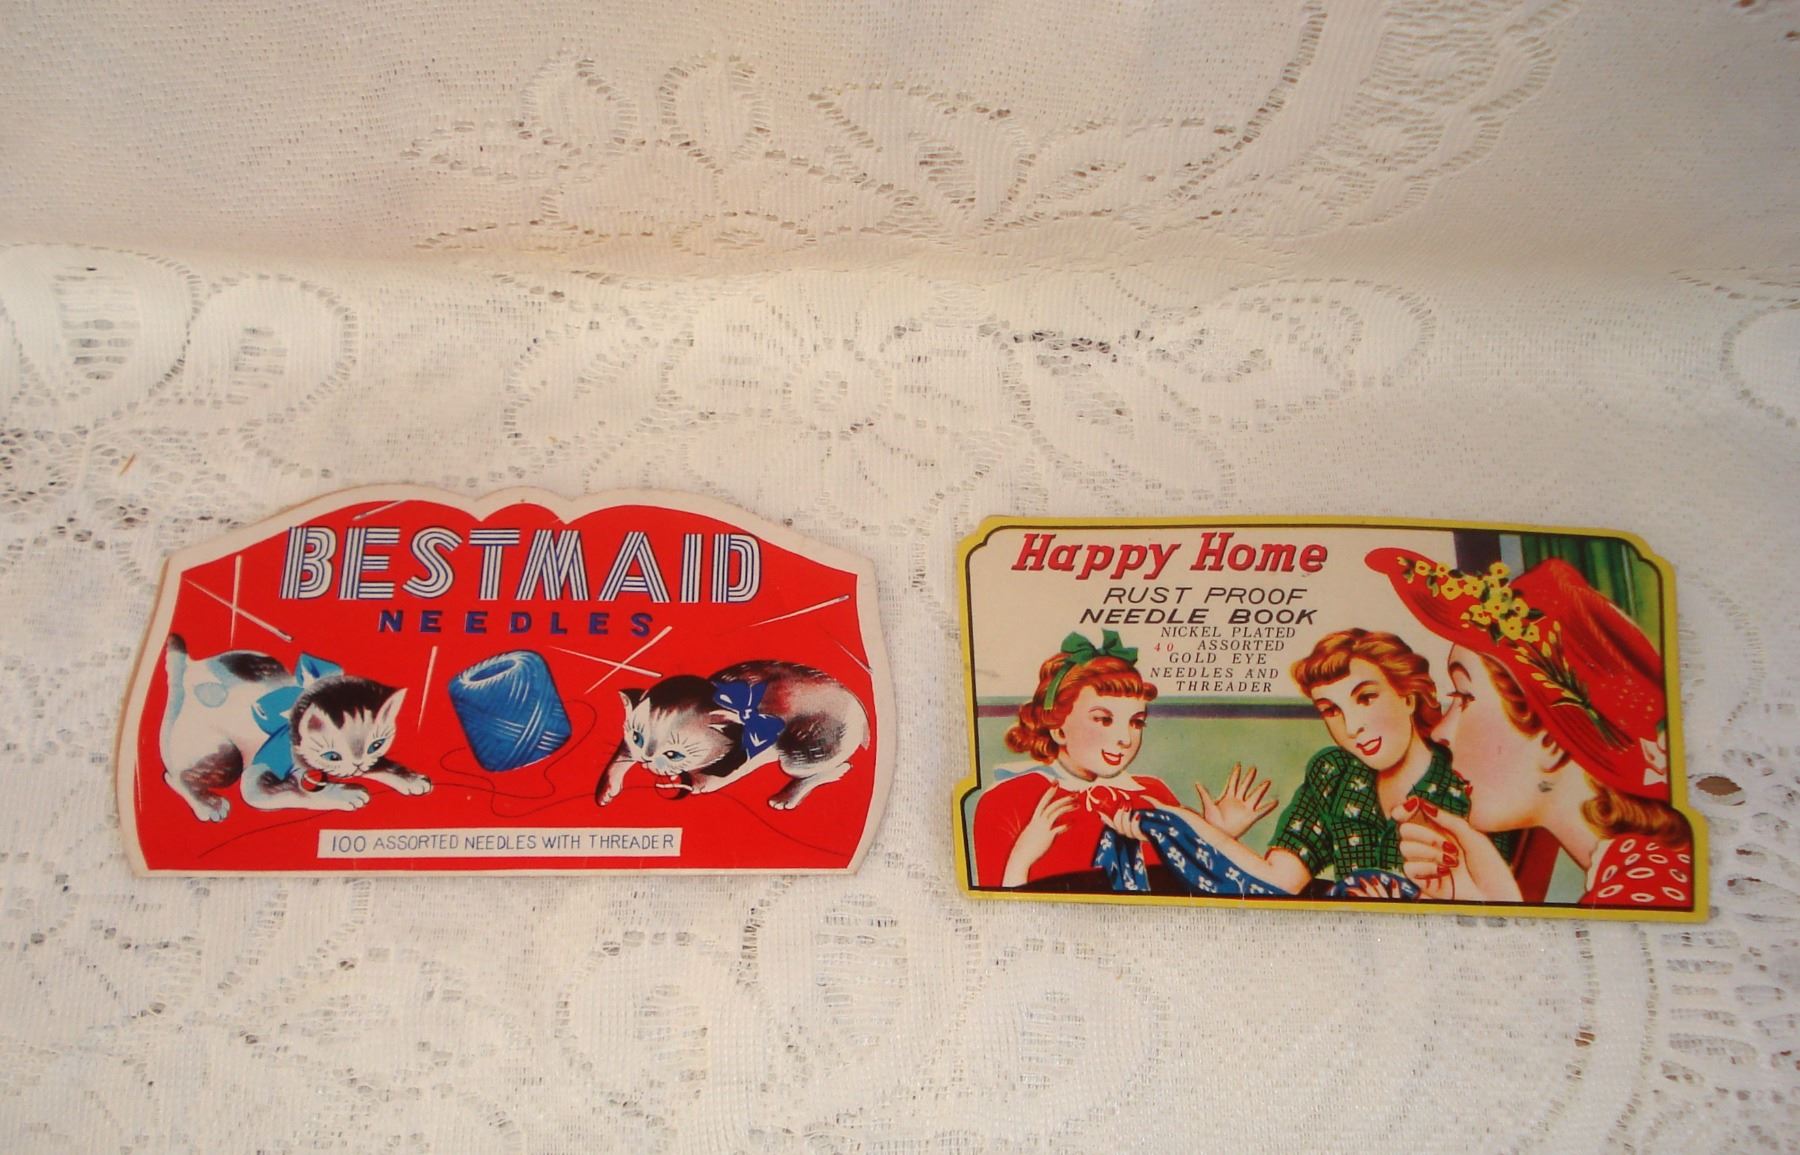 BESTMAID
NEEDLES
100 ASSORTED NEEDLES WITH THREADER
Happy Home
RUST PROOF
NEEDLE BOOK
NICKEL PLATED
40 ASSORTED
GOLD EYE
NEEDLES AND
THREADER